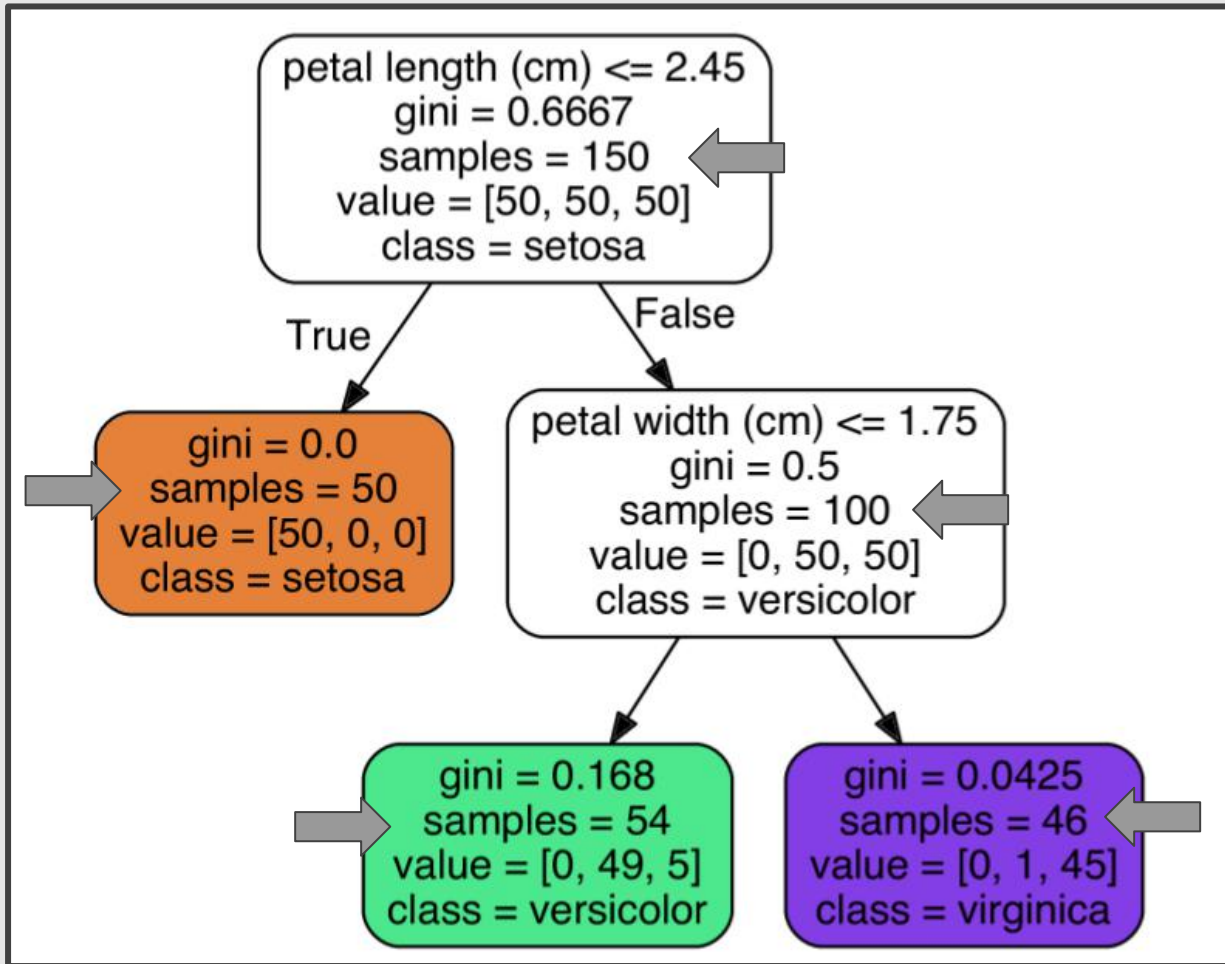 petal length (cm) <= 2.45
gini = 0.6667
samples = 150
value = [50, 50, 50]
class = setosa
True
False
gini = 0.0
samples = 50
value = [50, 0, 0]
class = setosa
petal width (cm) <= 1.75
gini = 0.5
samples = 100
value = [0, 50, 50]
class = versicolor
gini = 0.168
samples = 54
value = [0, 49, 5]
class = versicolor
gini = 0.0425
samples = 46
value = [0, 1, 45]
class = virginica